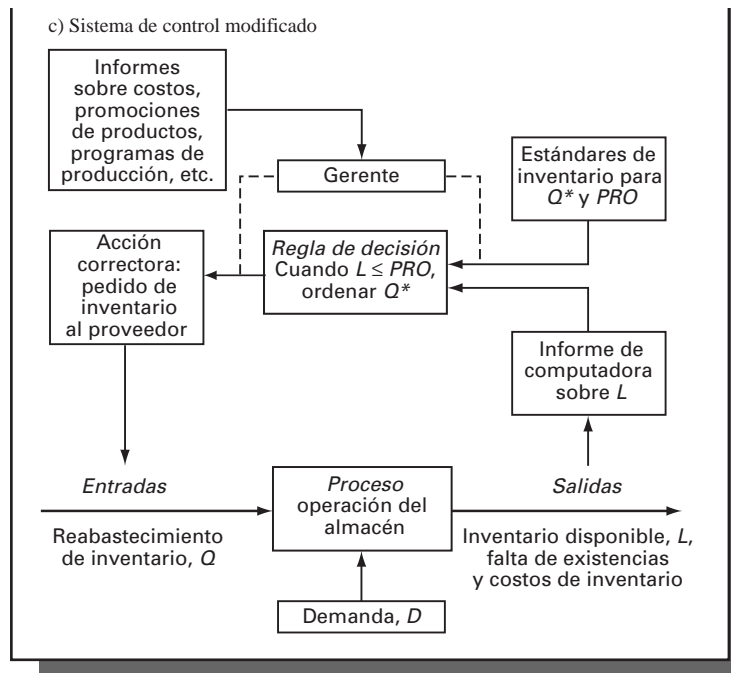 c) Sistema de control modificado
Informes
sobre costos,
promociones
de productos,
programas de
producción, etc.
Gerente
Estándares de
inventario para
Q* y PRO
Acción
correctora:
pedido de
inventario
al proveedor
Regla de decisión
Cuando L ≤ PRO,
ordenar Q*
Informe de
computadora
sobre L
Entradas
Proceso
operación del
almacén
Salidas
Reabastecimiento
de inventario, Q
Inventario disponible, L,
falta de existencias
y costos de inventario
Demanda, D